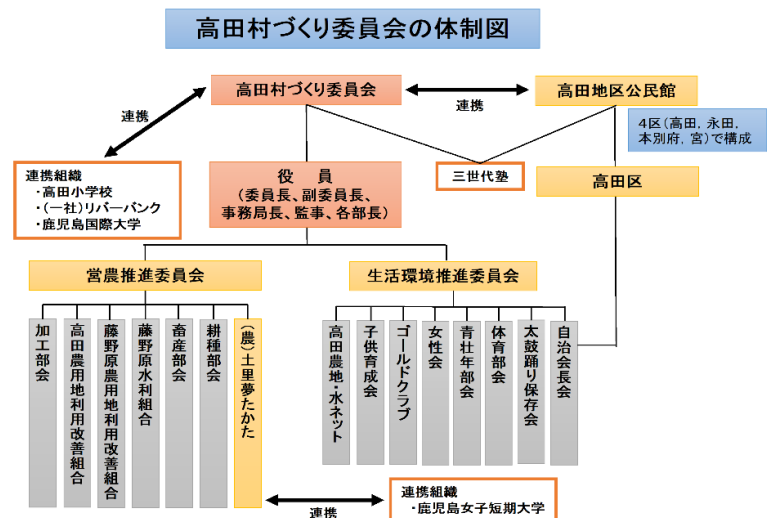 高田村づくり委員会の体制図
高田村づくり委員会
連携
連携
高田地区公民館
4区(高田，永田，
本別府，宮)で構成
連携組織
・高田小学校
・(一社)リバーバンク
・鹿児島国際大学
役　員
(委員長、副委員長、
事務局長、監事、各部長)
三世代塾
高田区
営農推進委員会
生活環境推進委員会
加工部会
高田農用地利用改善組合
藤野原農用地利用改善組合
藤野原水利組合
畜産部会
耕種部会
(農)土里夢たかた
高田農地・水ネット
子供育成会
ゴールドクラブ
女性会
青壮年部会
体育部会
太鼓踊り保存会
自治会長会
連携
連携組織
・鹿児島女子短期大学